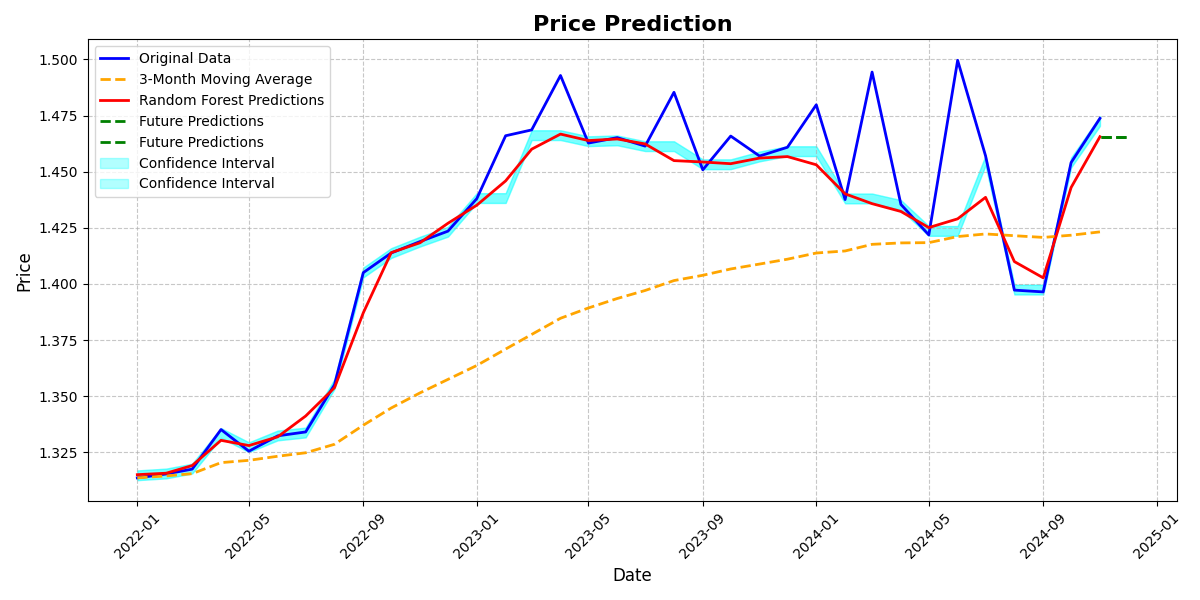 Price Prediction
Original Data
3-Month Moving Average
Random Forest Predictions
Future Predictions
Future Predictions
Confidence Interval
Confidence Interval
Price
1.500
1.475
1.450
1.425
1.400
1.375
1.350
1.325
2022-01
2022-05
2022-09
2023-01
2023-05
2023-09
2024-01
2024-05
2024-09
2025-01
Date